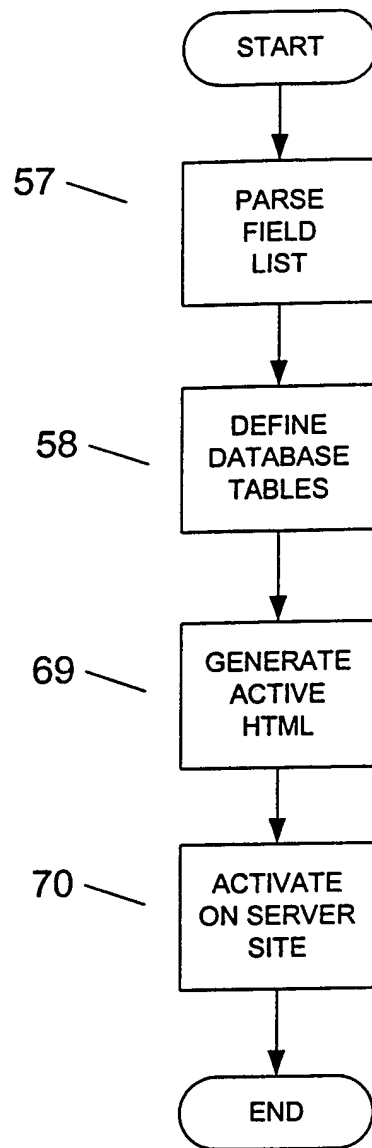 START
57
PARSE
FIELD
LIST
58
DEFINE
DATABASE
TABLES
69
GENERATE
ACTIVE
HTML
70
ACTIVATE
ON SERVER
SITE
END